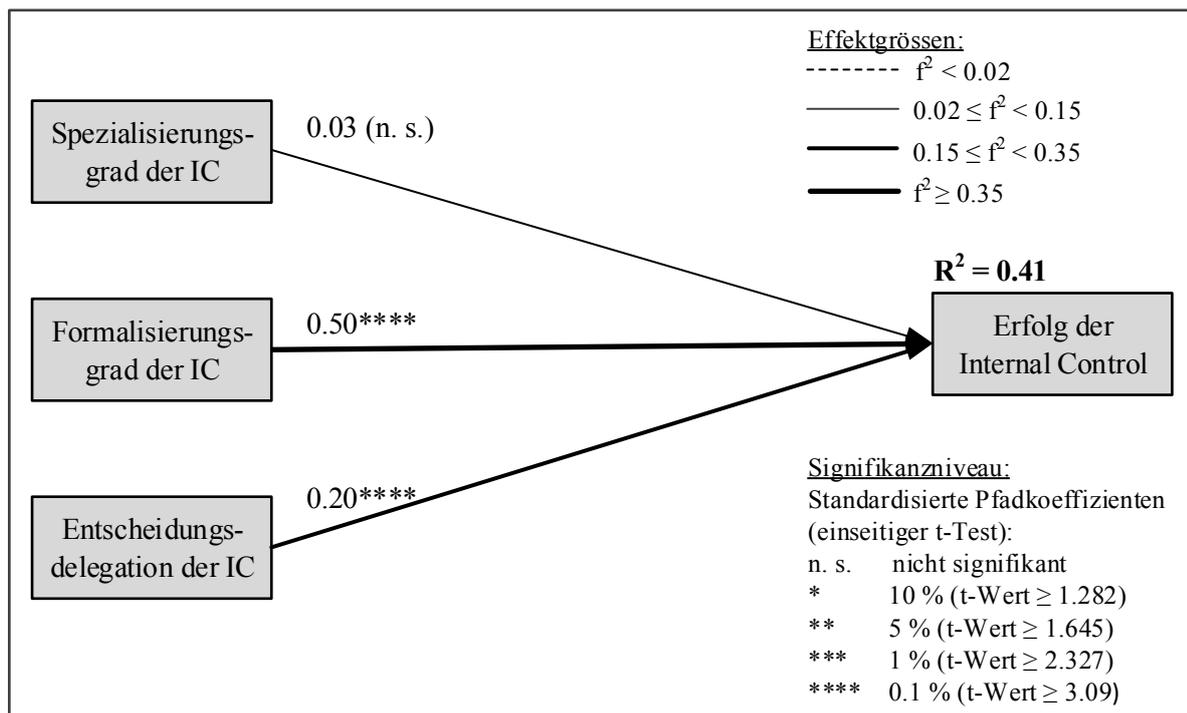 Effektgrössen:
f² < 0.02
0.02 ≤ f² < 0.15
0.15 ≤ f² < 0.35
f² ≥ 0.35
Spezialisierungs-
grad der IC
0.03 (n. s.)
Formalisierungs-
grad der IC
0.50****
Entscheidungs-
delegation der IC
0.20****
R² = 0.41
Erfolg der
Internal Control
Signifikanzniveau:
Standardisierte Pfadkoeffizienten
(einseitiger t-Test):
n. s. nicht signifikant
* 10 % (t-Wert ≥ 1.282)
** 5 % (t-Wert ≥ 1.645)
*** 1 % (t-Wert ≥ 2.327)
**** 0.1 % (t-Wert ≥ 3.09)